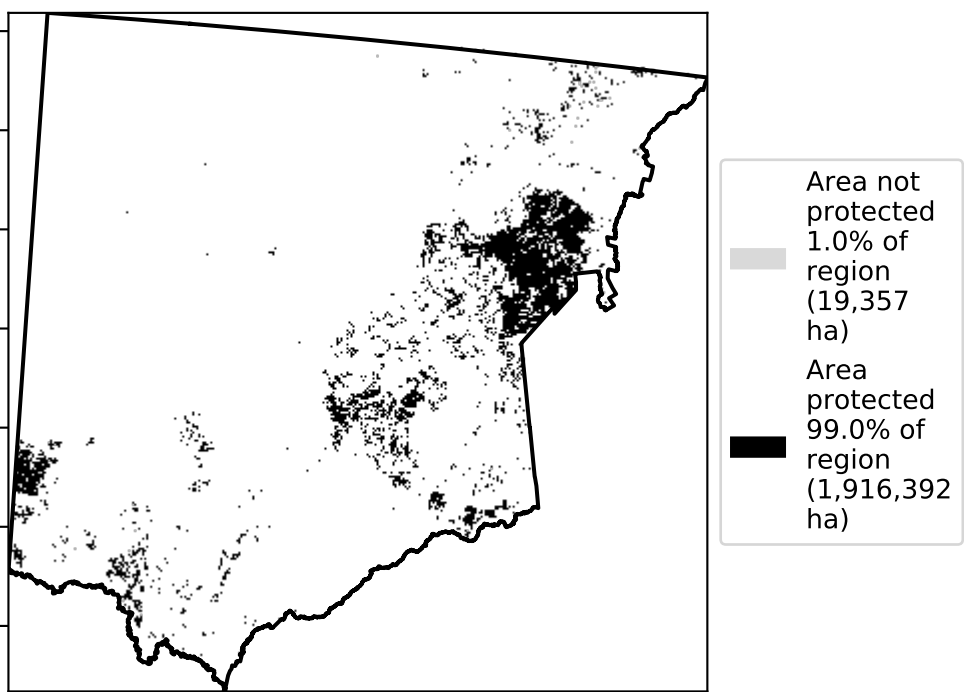 Area not
protected
1.0% of
region
(19,357
ha)
Area
protected
99.0% of
region
(1,916,392
ha)